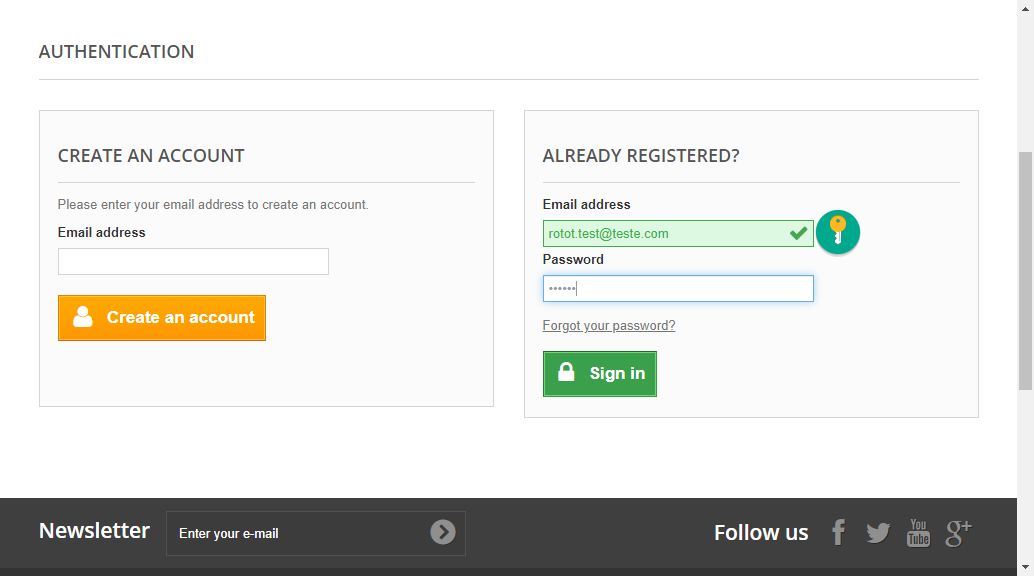 AUTHENTICATION
CREATE AN ACCOUNT
Please enter your email address to create an account.
Email address
Create an account
ALREADY REGISTERED?
Email address
rotot.test@teste.com
Password
••••••
Forgot your password?
Sign in
Newsletter
Enter your e-mail
Follow us
You
Tube
g+